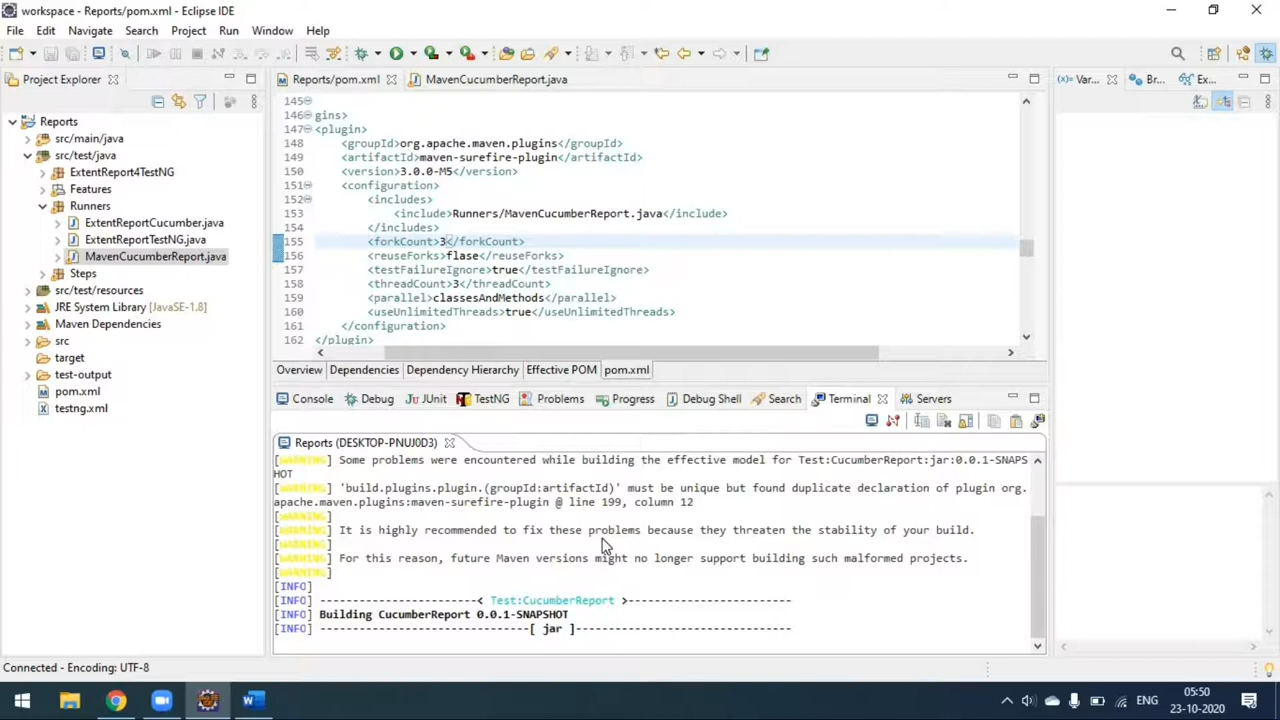 workspace - Reports/pom.xml - Eclipse IDE
File Edit Navigate Search Project Run Window Help
Project Explorer
Reports/pom.xml
MavenCucumberReport.java
(x)= Var...
Br...
Ex...
Reports
src/main/java
src/test/java
ExtentReport4TestNG
Features
Runners
ExtentReportCucumber.java
ExtentReportTestNG.java
MavenCucumberReport.java
Steps
src/test/resources
JRE System Library [JavaSE-1.8]
Maven Dependencies
src
target
test-output
pom.xml
testng.xml
145
146 gins>
147 <plugin>
148 <groupId>org.apache.maven.plugins</groupId>
149 <artifactId>maven-surefire-plugin</artifactId>
150 <version>3.0.0-M5</version>
151 <configuration>
152 <includes>
153 <include>Runners/MavenCucumberReport.java</include>
154 </includes>
155 <forkCount>3</forkCount>
156 <reuseForks>flase</reuseForks>
157 <testFailureIgnore>true</testFailureIgnore>
158 <threadCount>3</threadCount>
159 <parallel>classesAndMethods</parallel>
160 <useUnlimitedThreads>true</useUnlimitedThreads>
161 </configuration>
162 </plugin>
Overview Dependencies Dependency Hierarchy Effective POM pom.xml
Console Debug JUnit TestNG Problems Progress Debug Shell Search Terminal Servers
Reports (DESKTOP-PNUJ0D3)
[WARNING] Some problems were encountered while building the effective model for Test:CucumberReport:jar:0.0.1-SNAPS
HOT
[WARNING] 'build.plugins.plugin.(groupId:artifactId)' must be unique but found duplicate declaration of plugin org.
apache.maven.plugins:maven-surefire-plugin @ line 199, column 12
[WARNING]
[WARNING] It is highly recommended to fix these problems because they threaten the stability of your build.
[WARNING]
[WARNING] For this reason, future Maven versions might no longer support building such malformed projects.
[WARNING]
[INFO]
[INFO] -----------------------< Test:CucumberReport >-----------------------
[INFO] Building CucumberReport 0.0.1-SNAPSHOT
[INFO] --------------------------------[ jar ]---------------------------------
Connected - Encoding: UTF-8
ENG
05:50
23-10-2020